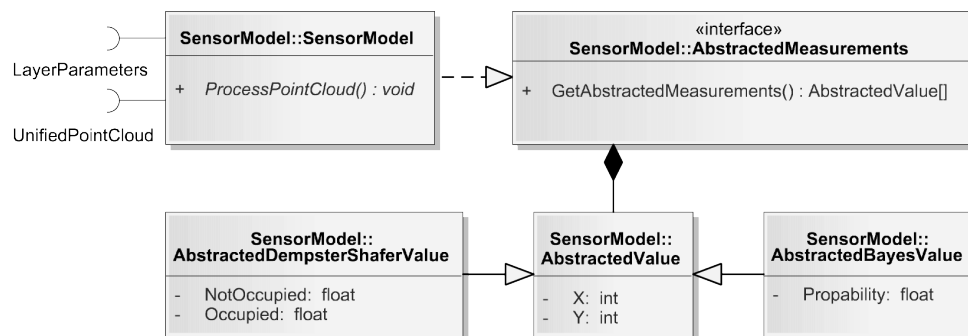 SensorModel::SensorModel
LayerParameters
+ ProcessPointCloud() : void
UnifiedPointCloud
«interface»
SensorModel::AbstractedMeasurements
+ GetAbstractedMeasurements() : AbstractedValue[]
SensorModel::
AbstractedDempsterShaferValue
- NotOccupied: float
- Occupied: float
SensorModel::
AbstractedValue
- X: int
- Y: int
SensorModel::
AbstractedBayesValue
- Propability: float